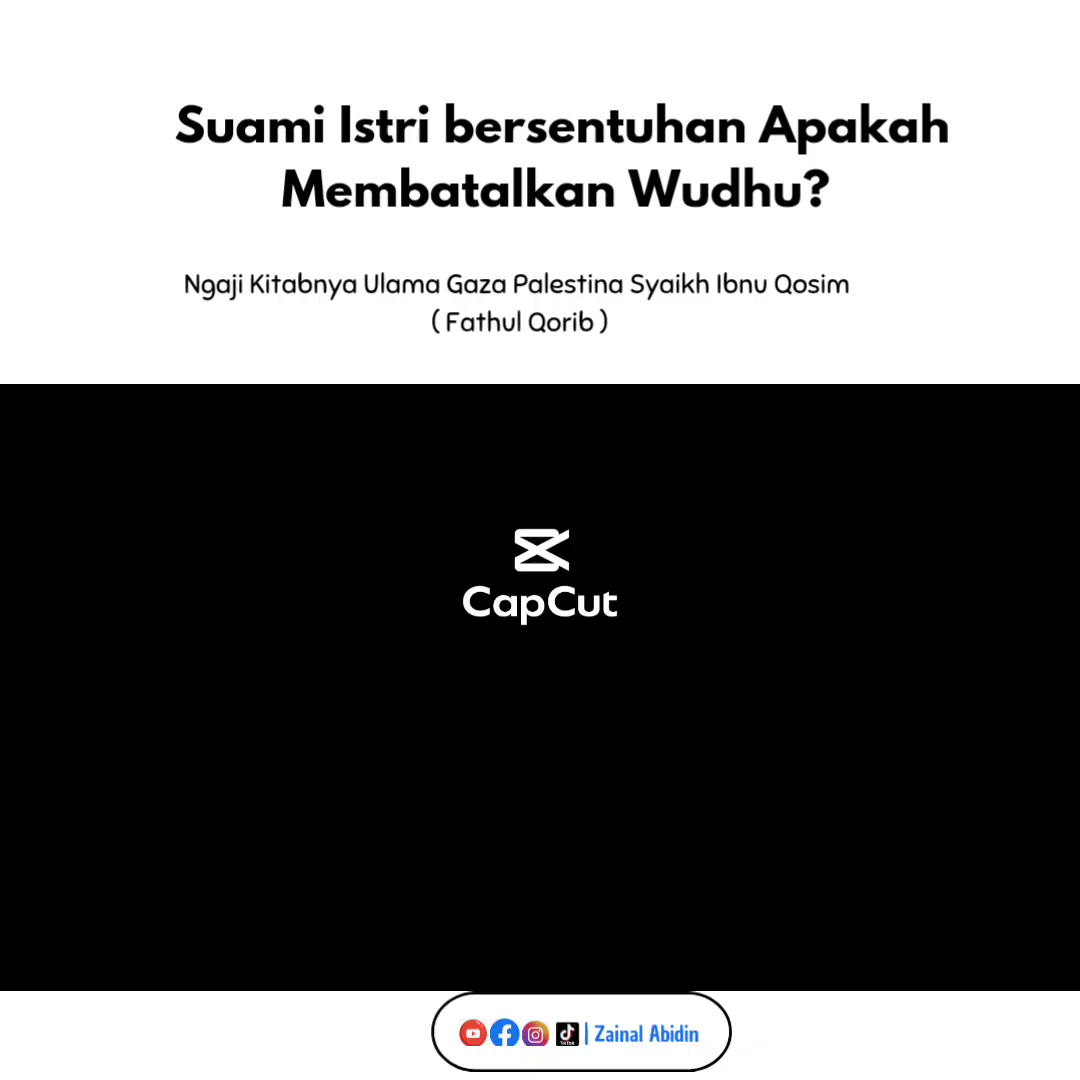 Suami Istri bersentuhan Apakah
Membatalkan Wudhu?
Ngaji Kitabnya Ulama Gaza Palestina Syaikh Ibnu Qosim
( Fathul Qorib )
CapCut
TikTok
| Zainal Abidin